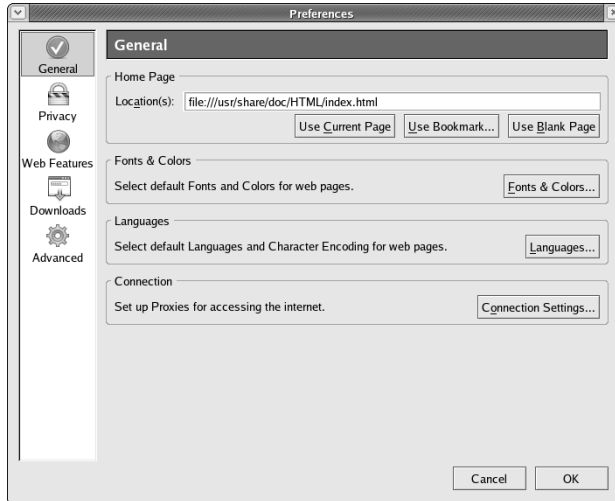 Preferences
General
Privacy
Web Features
Downloads
Advanced
General
Home Page
Location(s): file:///usr/share/doc/HTML/index.html
Use Current Page Use Bookmark... Use Blank Page
Fonts & Colors
Select default Fonts and Colors for web pages. Fonts & Colors...
Languages
Select default Languages and Character Encoding for web pages. Languages...
Connection
Set up Proxies for accessing the internet. Connection Settings...
Cancel OK